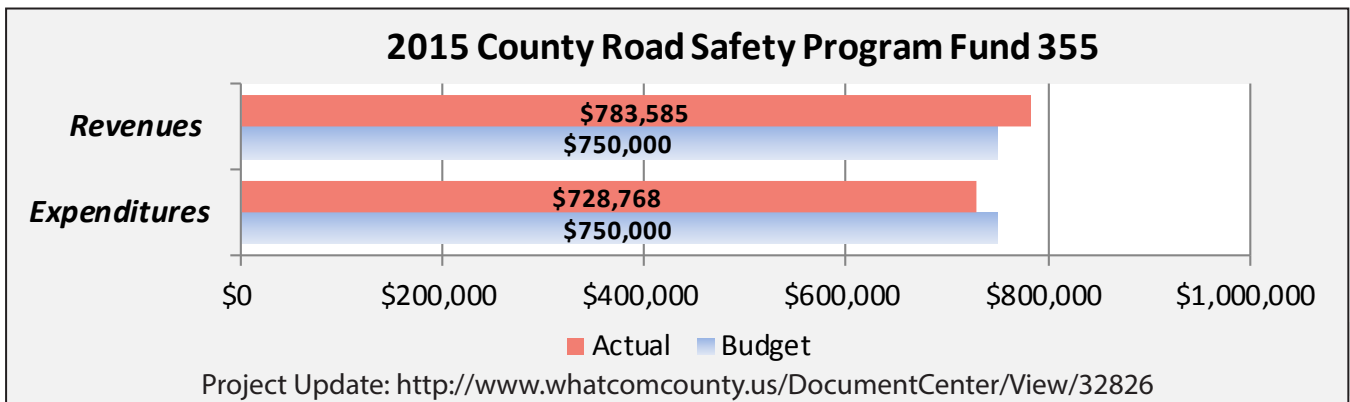 2015 County Road Safety Program Fund 355
Revenues
$783,585
$750,000
Expenditures
$728,768
$750,000
$0 $200,000 $400,000 $600,000 $800,000 $1,000,000
Actual Budget
Project Update: http://www.whatcomcounty.us/DocumentCenter/View/32826